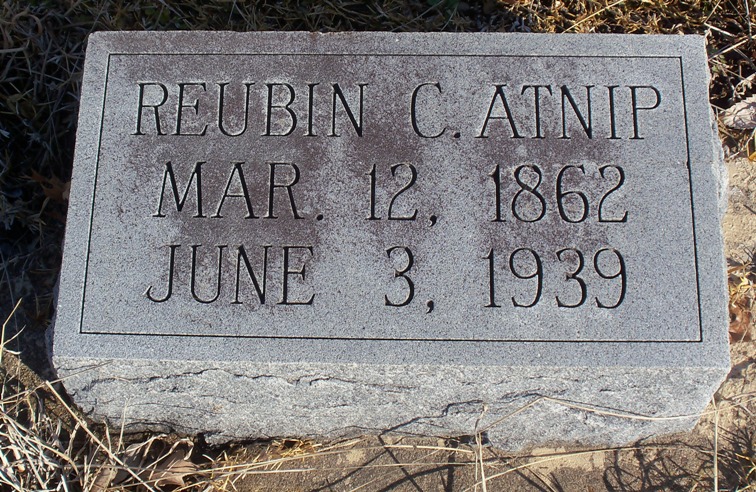 REUBIN C. ATNIP
MAR. 12, 1862
JUNE 3, 1939